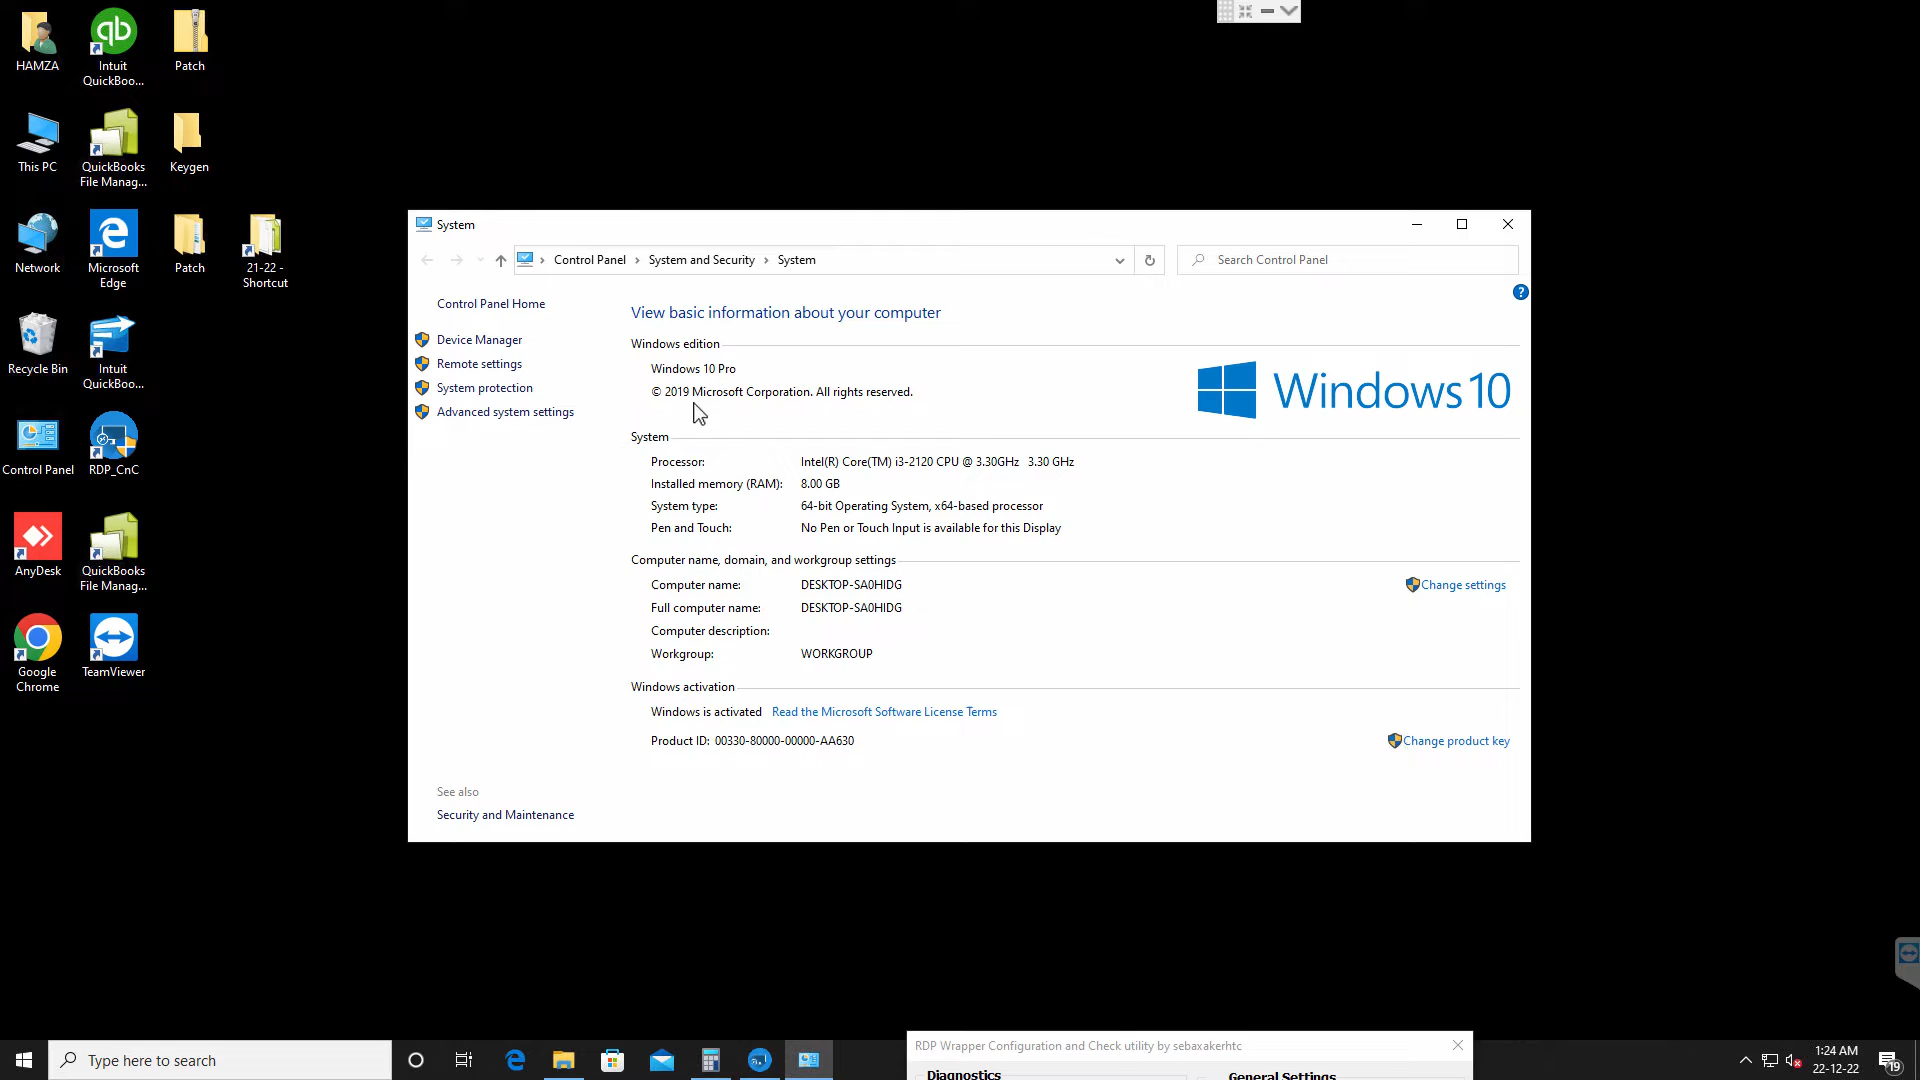 HAMZA
Intuit
QuickBoo...
Patch
This PC
QuickBooks
File Manag...
Keygen
Network
Microsoft
Edge
Patch
21-22 -
Shortcut
Recycle Bin
Intuit
QuickBoo...
Control Panel
RDP_CnC
AnyDesk
QuickBooks
File Manag...
Google
Chrome
TeamViewer
System
Control Panel
System and Security
System
Search Control Panel
Control Panel Home
Device Manager
Remote settings
System protection
Advanced system settings
See also
Security and Maintenance
View basic information about your computer
Windows edition
Windows 10 Pro
© 2019 Microsoft Corporation. All rights reserved.
Windows 10
System
Processor: Intel(R) Core(TM) i3-2120 CPU @ 3.30GHz 3.30 GHz
Installed memory (RAM): 8.00 GB
System type: 64-bit Operating System, x64-based processor
Pen and Touch: No Pen or Touch Input is available for this Display
Computer name, domain, and workgroup settings
Computer name: DESKTOP-SA0HIDG
Change settings
Full computer name: DESKTOP-SA0HIDG
Computer description:
Workgroup: WORKGROUP
Windows activation
Windows is activated Read the Microsoft Software License Terms
Product ID: 00330-80000-00000-AA630
Change product key
RDP Wrapper Configuration and Check utility by sebaxakerhtc
Diagnostics
General Settings
Type here to search
1:24 AM
22-12-22
19